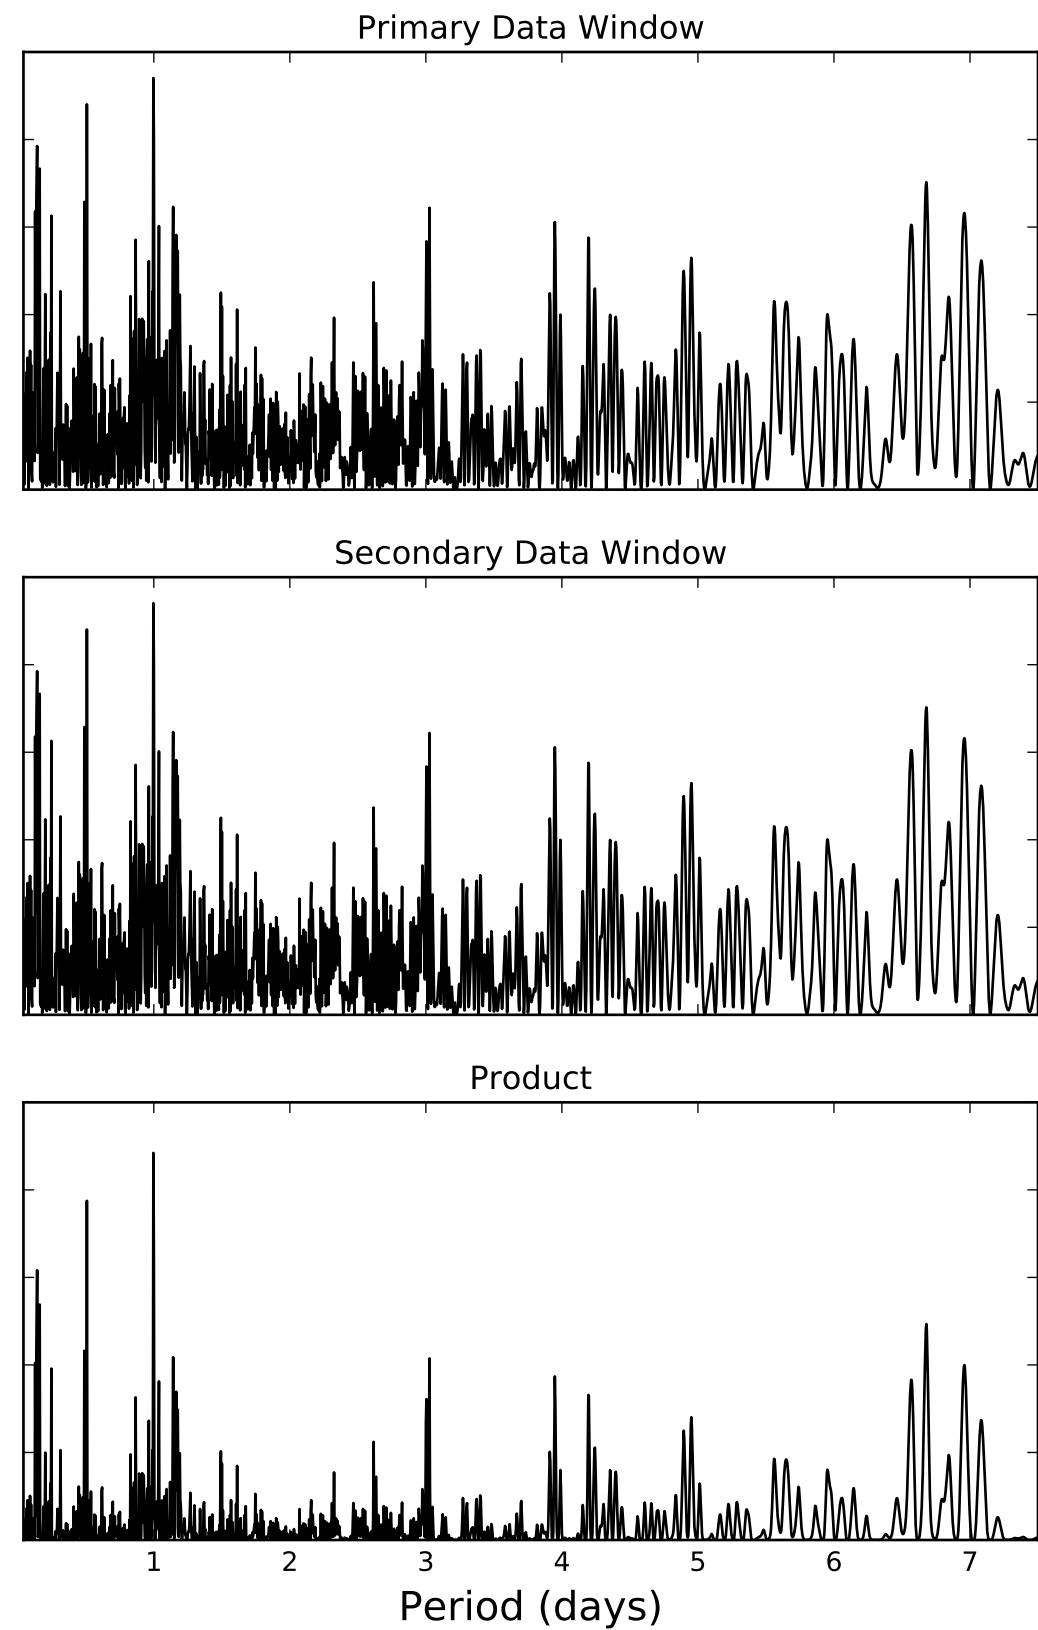 Primary Data Window
Secondary Data Window
Product
1 2 3 4 5 6 7
Period (days)